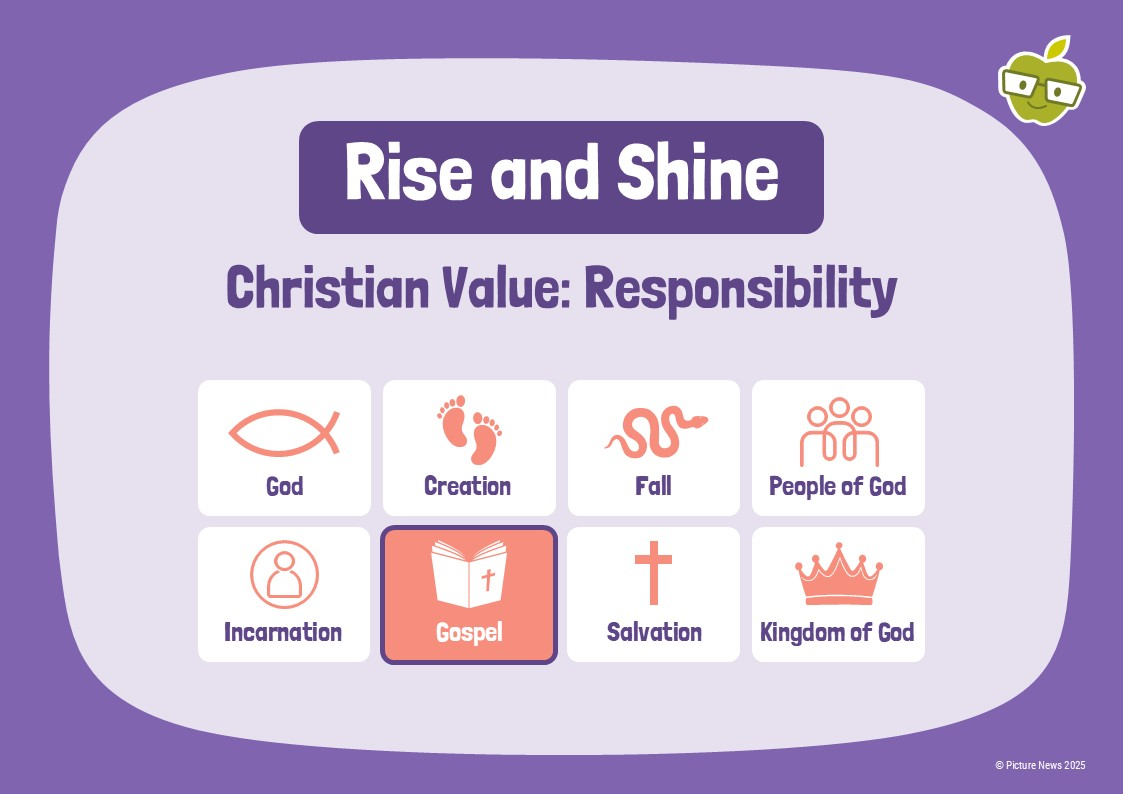 Rise and Shine
Christian Value: Responsibility
God
Creation
Fall
People of God
Incarnation
Gospel
Salvation
Kingdom of God
© Picture News 2025